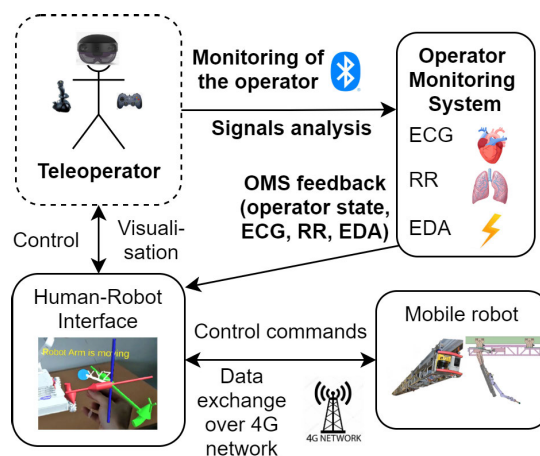 Monitoring of
the operator
Signals analysis
Teleoperator
Operator
Monitoring
System
ECG
RR
EDA
OMS feedback
(operator state,
ECG, RR, EDA)
Control
Visuali-
sation
Human-Robot
Interface
Robot Arm is moving
Control commands
Data
exchange
over 4G
network
4G NETWORK
Mobile robot